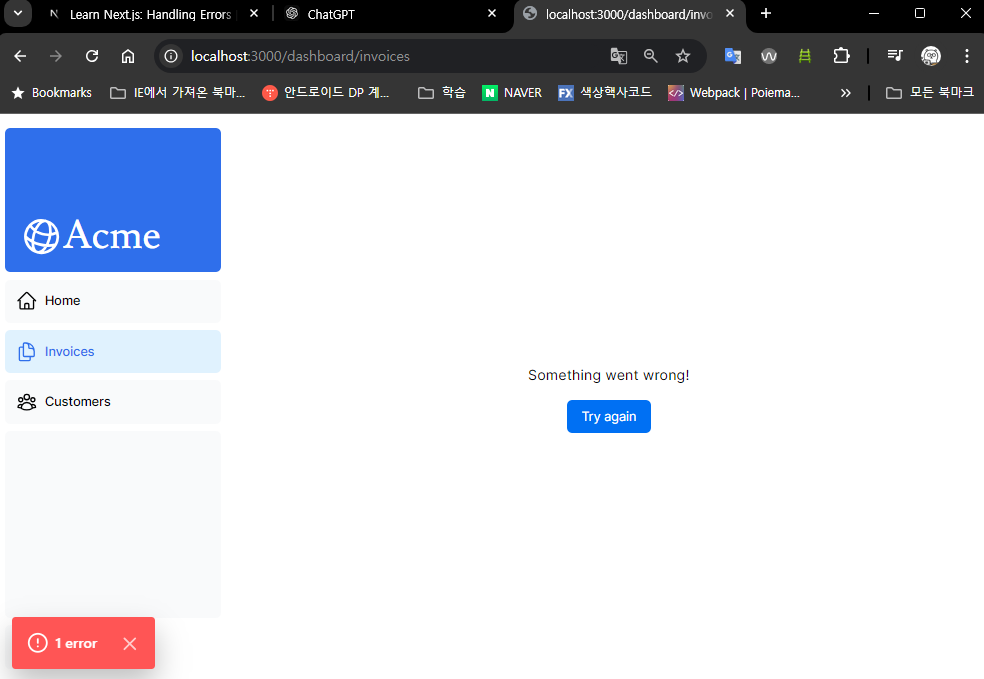 Learn Next.js: Handling Errors
ChatGPT
localhost:3000/dashboard/invo
localhost:3000/dashboard/invoices
Bookmarks
IE에서 가져온 북마...
안드로이드 DP 계...
학습
N NAVER
FX 색상핵사코드
Webpack | Poiema...
모든 북마크
Acme
Home
Invoices
Customers
Something went wrong!
Try again
1 error